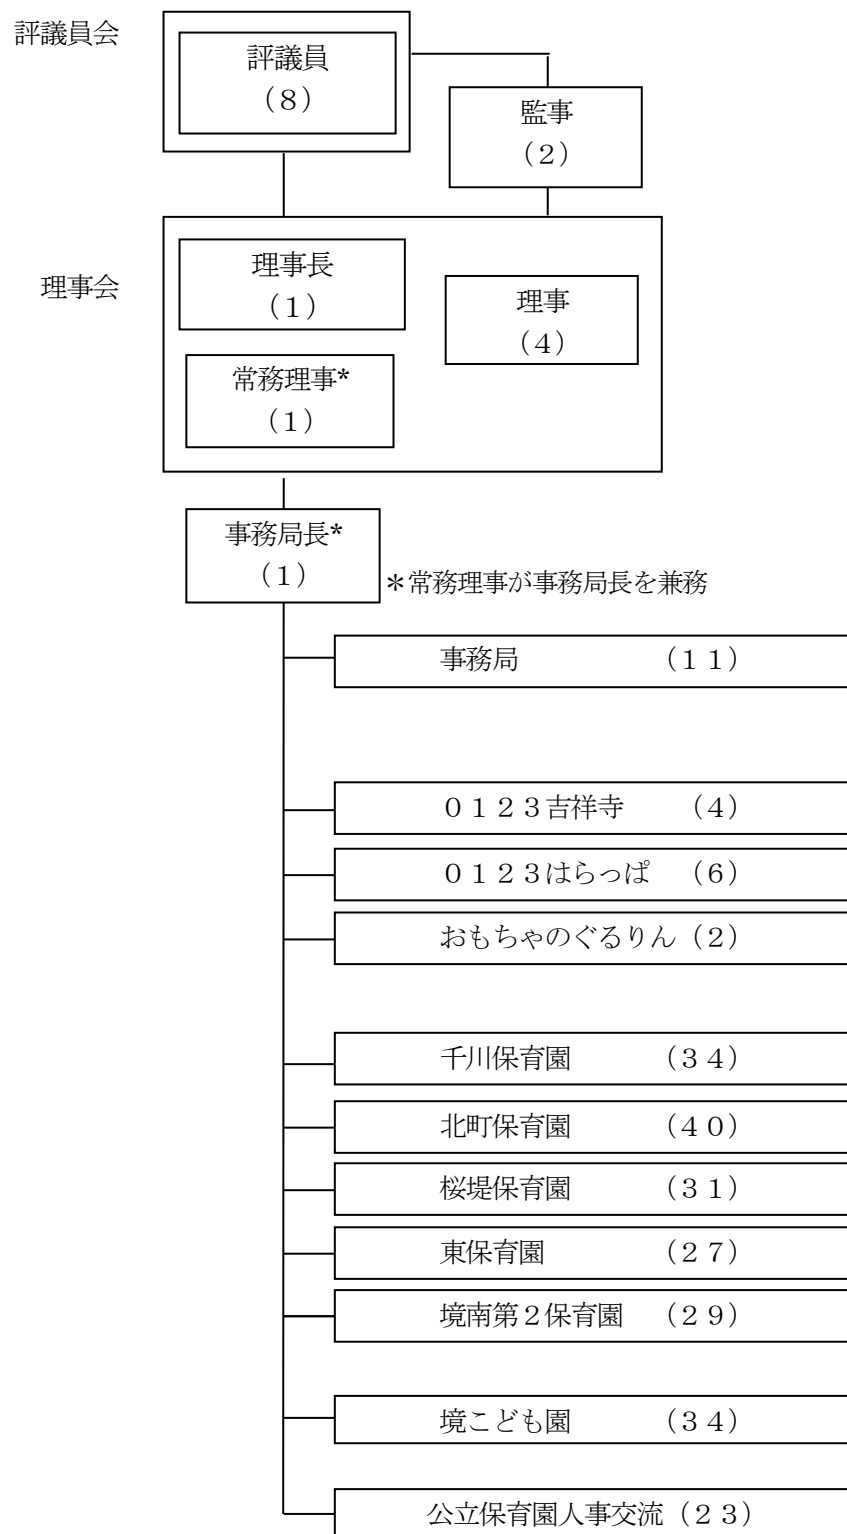 評議員会
評議員
（８）
監事
（２）
理事会
理事長
（１）
理事
（４）
常務理事*
（１）
事務局長*
（１）
＊常務理事が事務局長を兼務
事務局　（１１）
０１２３吉祥寺　（４）
０１２３はらっぱ　（６）
おもちゃのぐるりん（２）
千川保育園　（３４）
北町保育園　（４０）
桜堤保育園　（３１）
東保育園　（２７）
境南第２保育園　（２９）
境こども園　（３４）
公立保育園人事交流（２３）